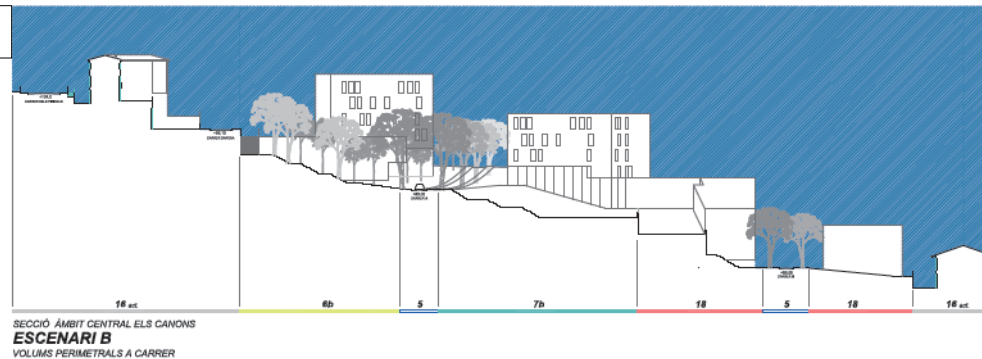 16 act.
6b
5
7b
18
5
18
16 act.
SECCIÓ ÀMBIT CENTRAL ELS CANONS
ESCENARI B
VOLUMS PERIMETRALS A CARRER